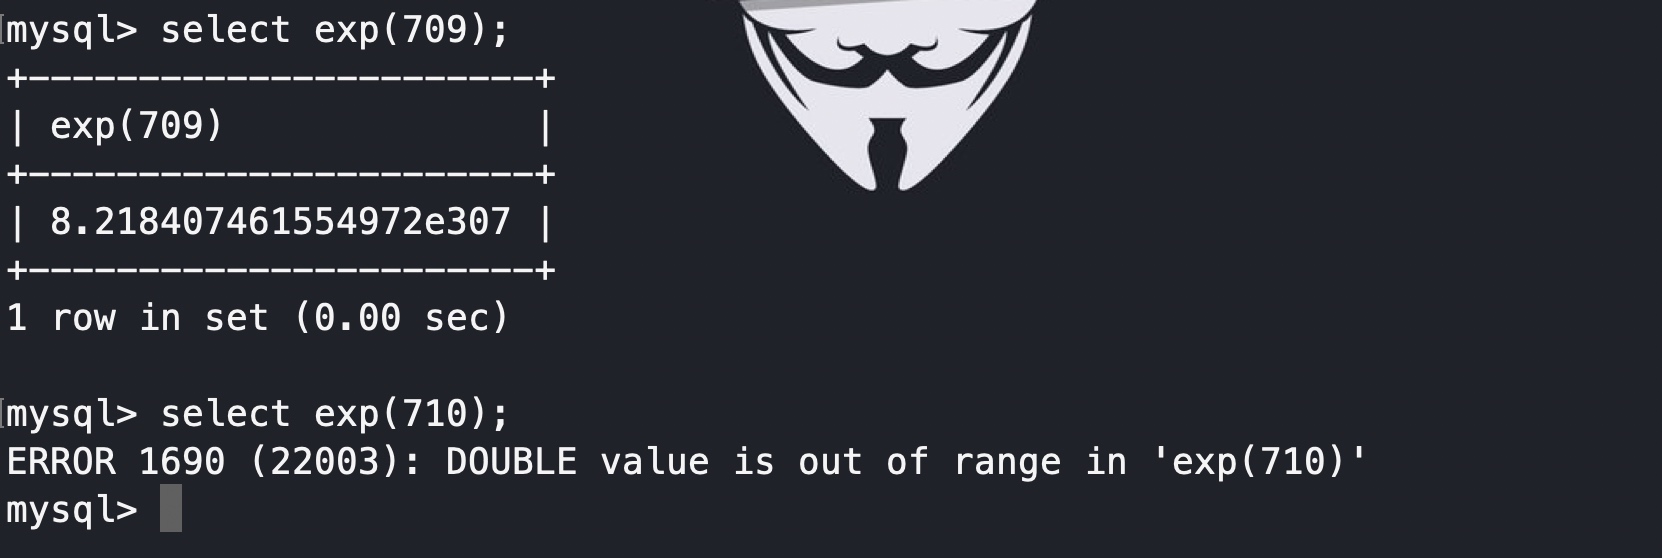 mysql> select exp(709);
+-----------------------+
| exp(709)              |
+-----------------------+
| 8.218407461554972e307 |
+-----------------------+
1 row in set (0.00 sec)
mysql> select exp(710);
ERROR 1690 (22003): DOUBLE value is out of range in 'exp(710)'
mysql>